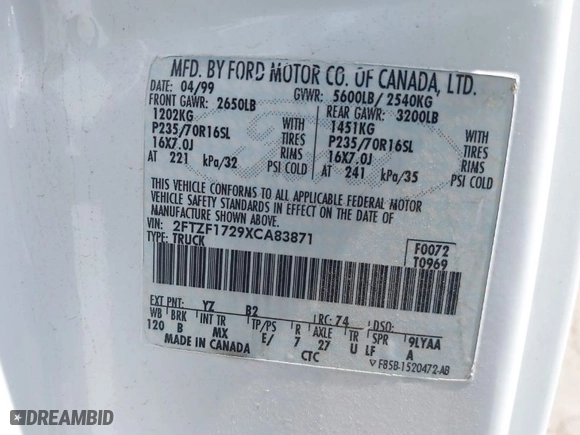 MFD. BY FORD MOTOR CO. OF CANADA, LTD.
DATE: 04/99 GVWR: 5600LB/ 2540KG
FRONT GAWR: 2650LB REAR GAWR: 3200LB
1202KG WITH 1451KG WITH
P235/70R16SL TIRES P235/70R16SL TIRES
16X7.0J RIMS 16X7.0J RIMS
AT 221 kPa/32 PSI COLD AT 241 kPa/35 PSI COLD
THIS VEHICLE CONFORMS TO ALL APPLICABLE FEDERAL MOTOR
VEHICLE SAFETY STANDARDS IN EFFECT ON THE DATE OF
MANUFACTURE SHOWN ABOVE.
VIN: 2FTZF1729XCA83871
TYPE: TRUCK
F0072
T0969
EXT PNT: YZ B2 RC: 74 DSO:
WB BRK INT TR TP/PS R AXLE TR SPR 9LYAA
120 B MX E/ 7 27 U LF A
MADE IN CANADA CTC F85B-1520472-AB
DREAMBID